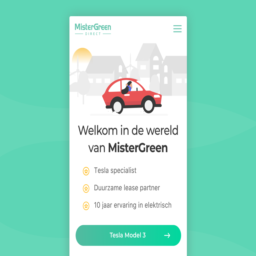 MisterGreen
DIRECT
Welkom in de wereld
van MisterGreen
Tesla specialist
Duurzame lease partner
10 jaar ervaring in elektrisch
Tesla Model 3